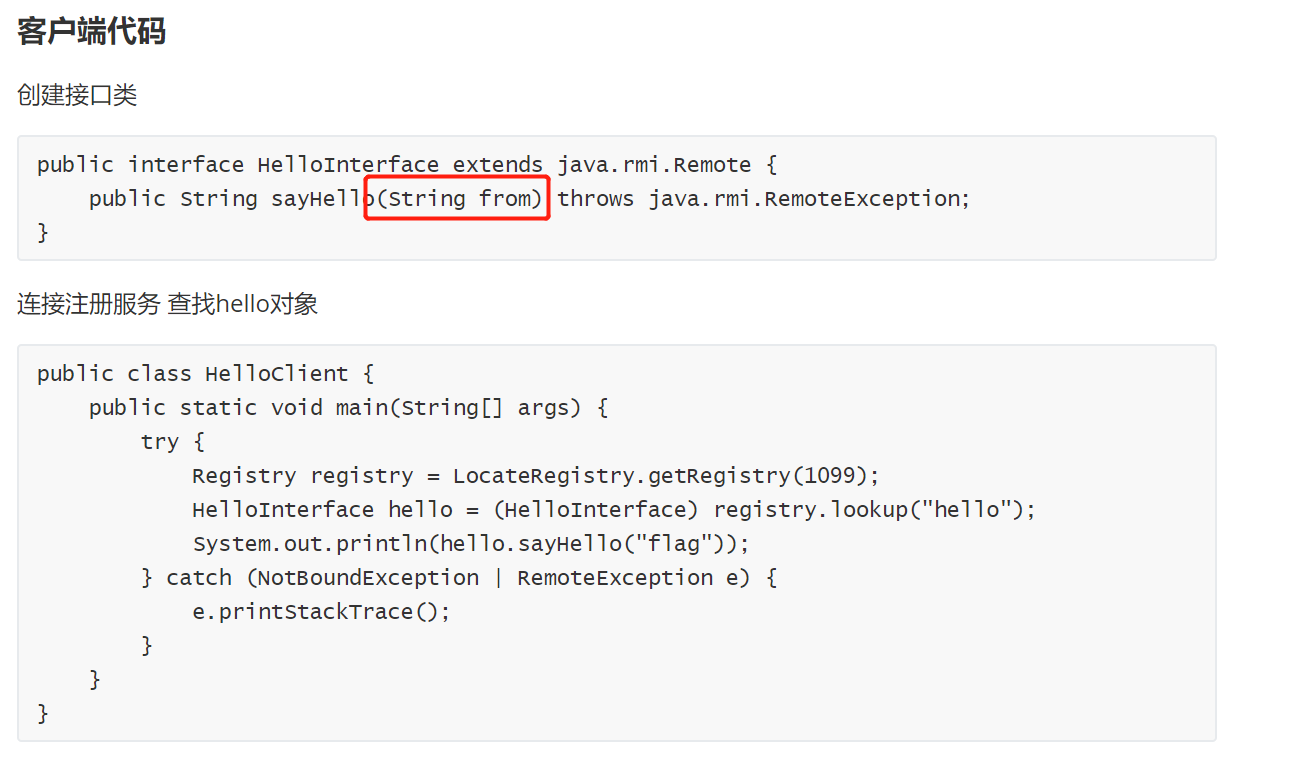 客户端代码
创建接口类
public interface HelloInterface extends java.rmi.Remote {
    public String sayHello(String from) throws java.rmi.RemoteException;
}
连接注册服务 查找hello对象
public class HelloClient {
    public static void main(String[] args) {
        try {
            Registry registry = LocateRegistry.getRegistry(1099);
            HelloInterface hello = (HelloInterface) registry.lookup("hello");
            System.out.println(hello.sayHello("flag"));
        } catch (NotBoundException | RemoteException e) {
            e.printStackTrace();
        }
    }
}